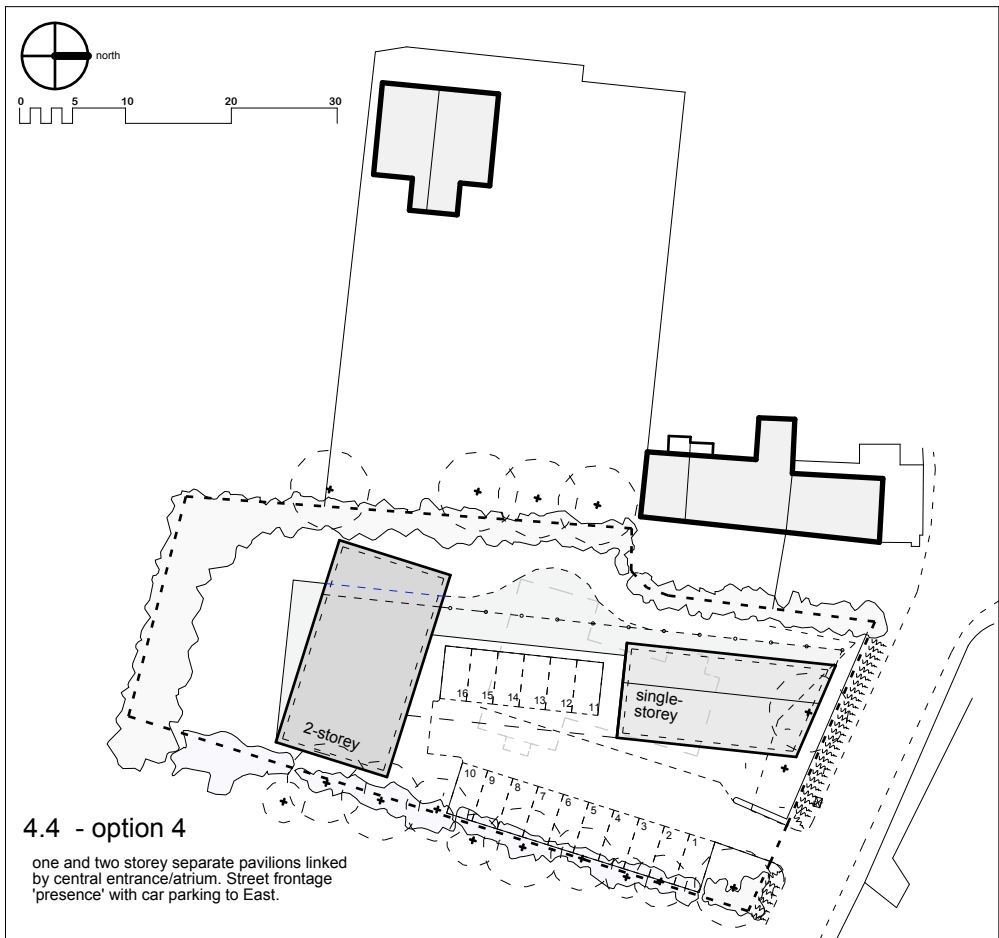 north
0 5 10 20 30
16 15 14 13 12 11
single-
storey
2-storey
10 9 8 7 6 5 4 3 2 1
4.4 - option 4
one and two storey separate pavilions linked
by central entrance/atrium. Street frontage
'presence' with car parking to East.